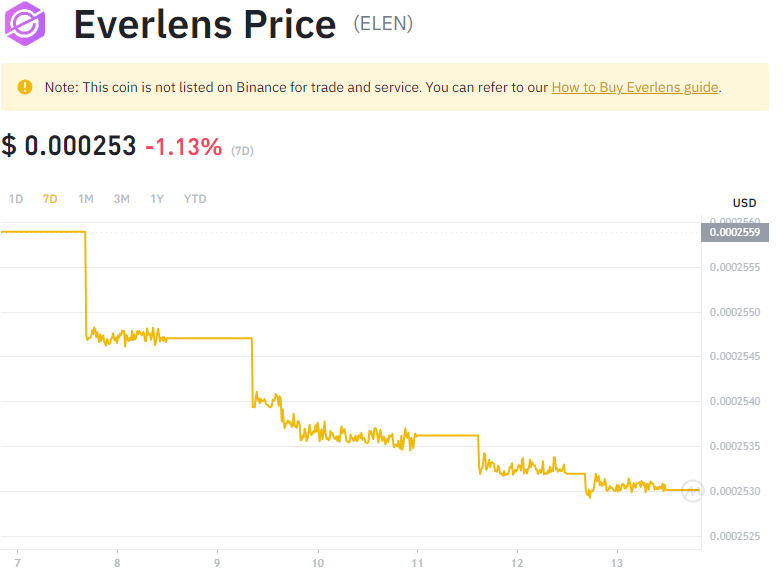 Everlens Price (ELEN)
Note: This coin is not listed on Binance for trade and service. You can refer to our How to Buy Everlens guide.
$ 0.000253 -1.13% (7D)
1D 7D 1M 3M 1Y YTD
USD
0.0002560
0.0002559
0.0002555
0.0002550
0.0002545
0.0002540
0.0002535
0.0002530
0.0002525
7 8 9 10 11 12 13